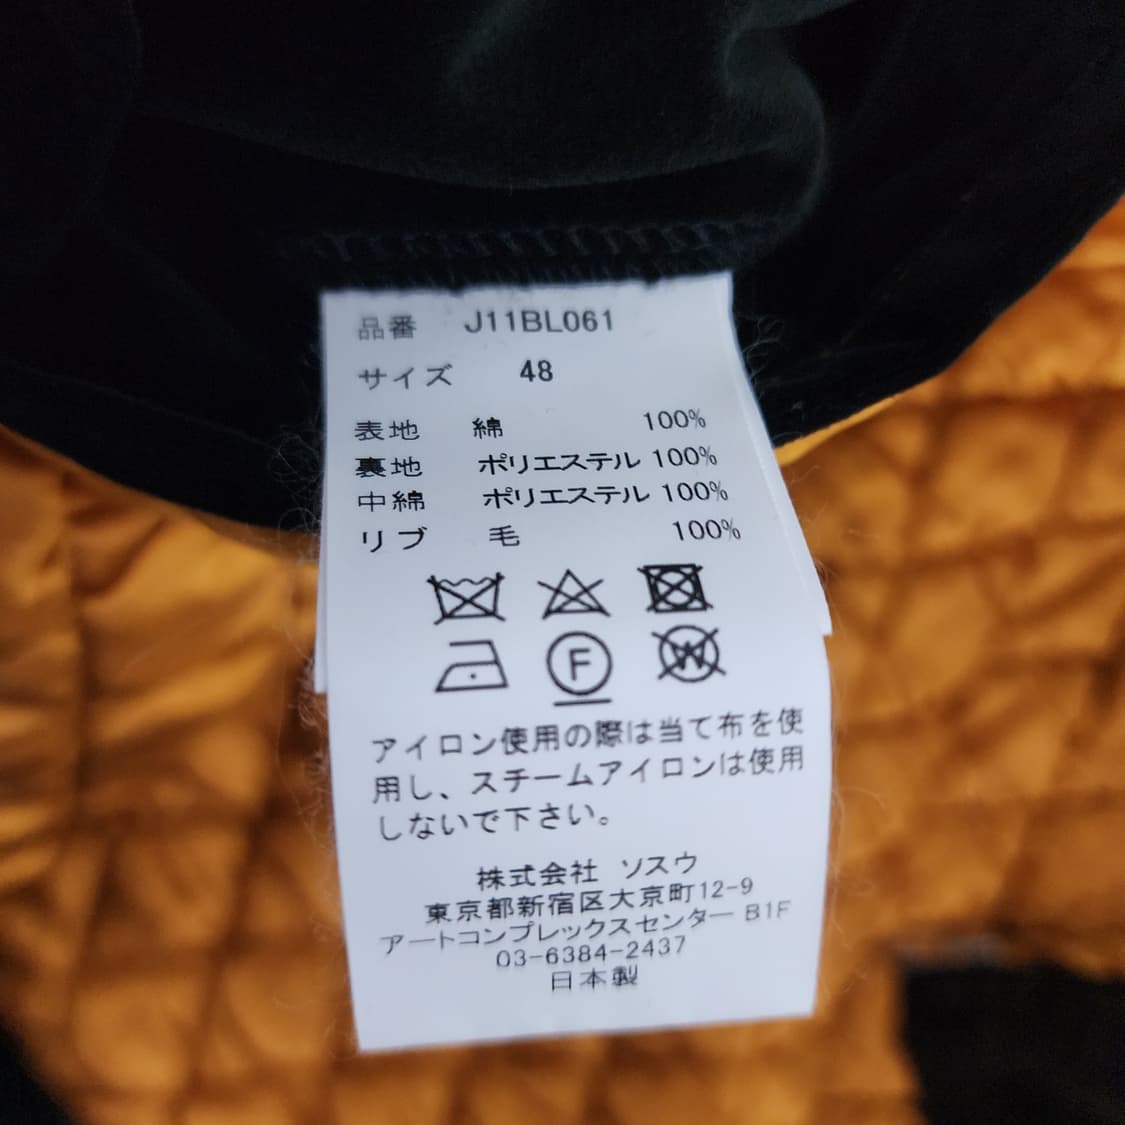 品番 J11BL061
サイズ 48
表地 綿 100%
裏地 ポリエステル 100%
中綿 ポリエステル 100%
リブ 毛 100%
F W
アイロン使用の際は当て布を使
用し、スチームアイロンは使用
しないで下さい。
株式会社 ソスウ
東京都新宿区大京町12-9
アートコンプレックスセンター B1F
03-6384-2437
日本製